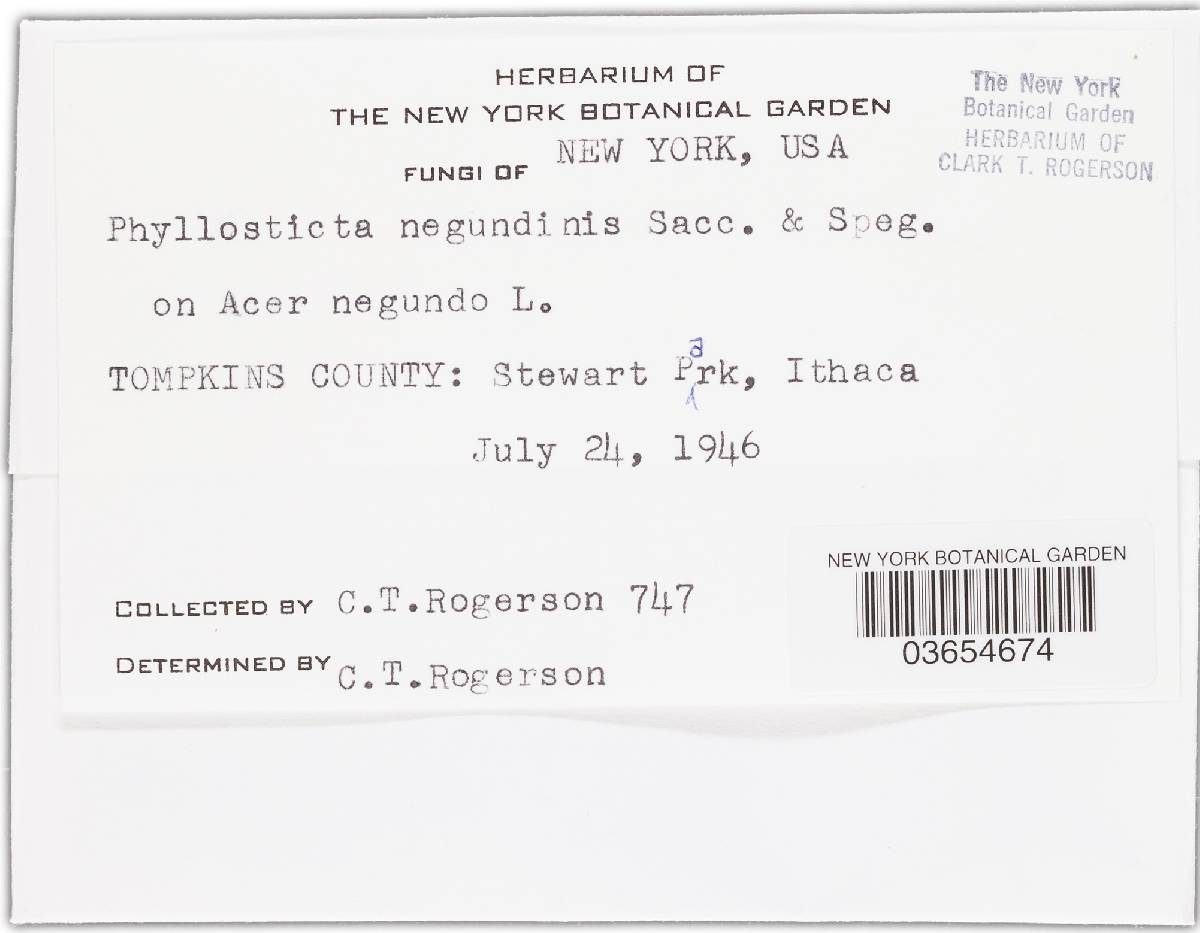 HERBARIUM OF
THE NEW YORK BOTANICAL GARDEN
The New York
Botanical Garden
HERBARIUM OF
CLARK T. ROGERSON
FUNGI OF NEW YORK, USA
Phyllosticta negundinis Sacc. & Speg.
on Acer negundo L.
TOMPKINS COUNTY: Stewart Park, Ithaca
July 24, 1946
NEW YORK BOTANICAL GARDEN
03654674
COLLECTED BY C.T.Rogerson 747
DETERMINED BY C.T.Rogerson